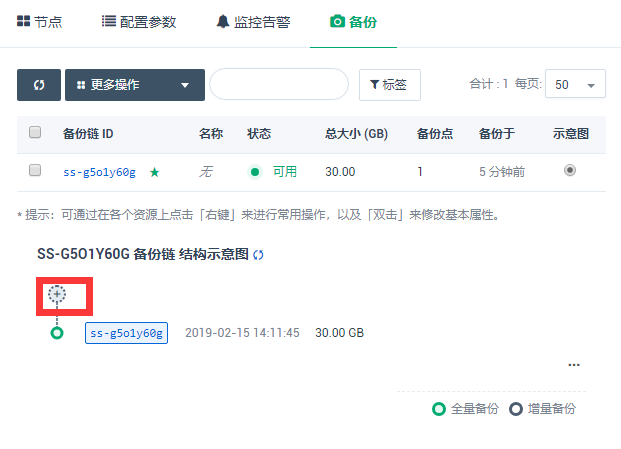 节点 配置参数 监控告警 备份
更多操作 标签 合计 : 1 每页: 50
备份链 ID 名称 状态 总大小 (GB) 备份点 备份于 示意图
ss-g5o1y60g ★ 无 可用 30.00 1 5 分钟前
* 提示：可通过在各个资源上点击「右键」来进行常用操作，以及「双击」来修改基本属性。
SS-G5O1Y60G 备份链 结构示意图
ss-g5o1y60g 2019-02-15 14:11:45 30.00 GB
...
全量备份 增量备份